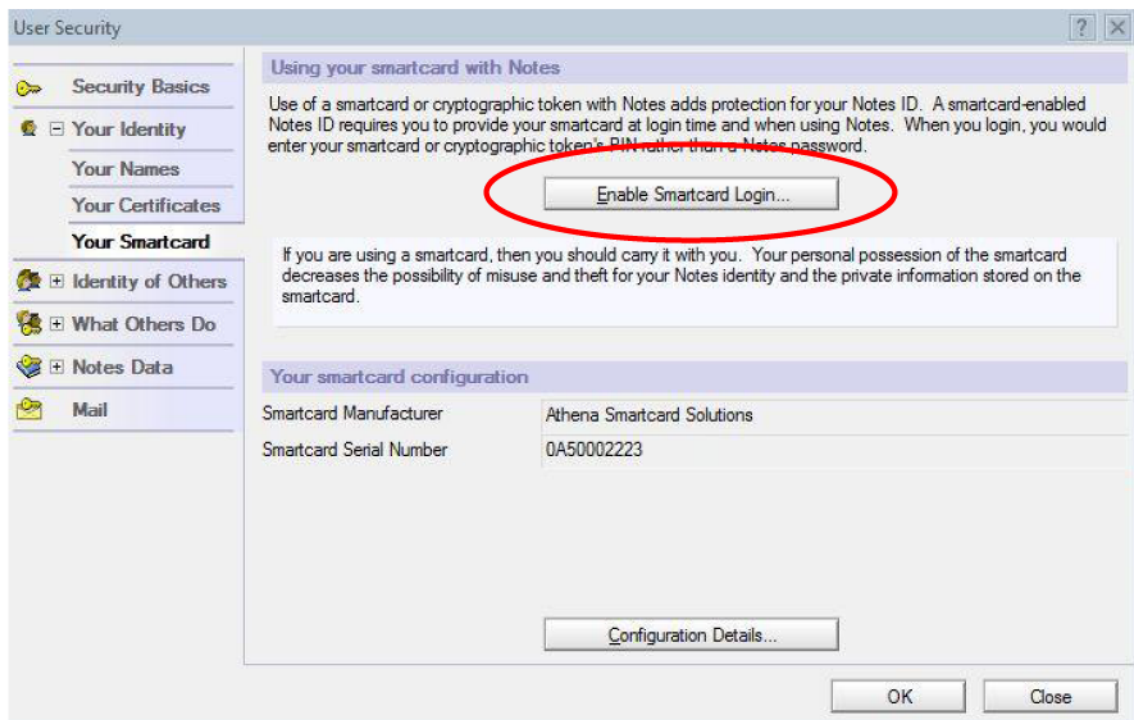 User Security
? X
Security Basics
Your Identity
Your Names
Your Certificates
Your Smartcard
Identity of Others
What Others Do
Notes Data
Mail
Using your smartcard with Notes
Use of a smartcard or cryptographic token with Notes adds protection for your Notes ID. A smartcard-enabled
Notes ID requires you to provide your smartcard at login time and when using Notes. When you login, you would
enter your smartcard or cryptographic token's PIN rather than a Notes password.
Enable Smartcard Login...
If you are using a smartcard, then you should carry it with you. Your personal possession of the smartcard
decreases the possibility of misuse and theft for your Notes identity and the private information stored on the
smartcard.
Your smartcard configuration
Smartcard Manufacturer Athena Smartcard Solutions
Smartcard Serial Number 0A50002223
Configuration Details...
OK Close